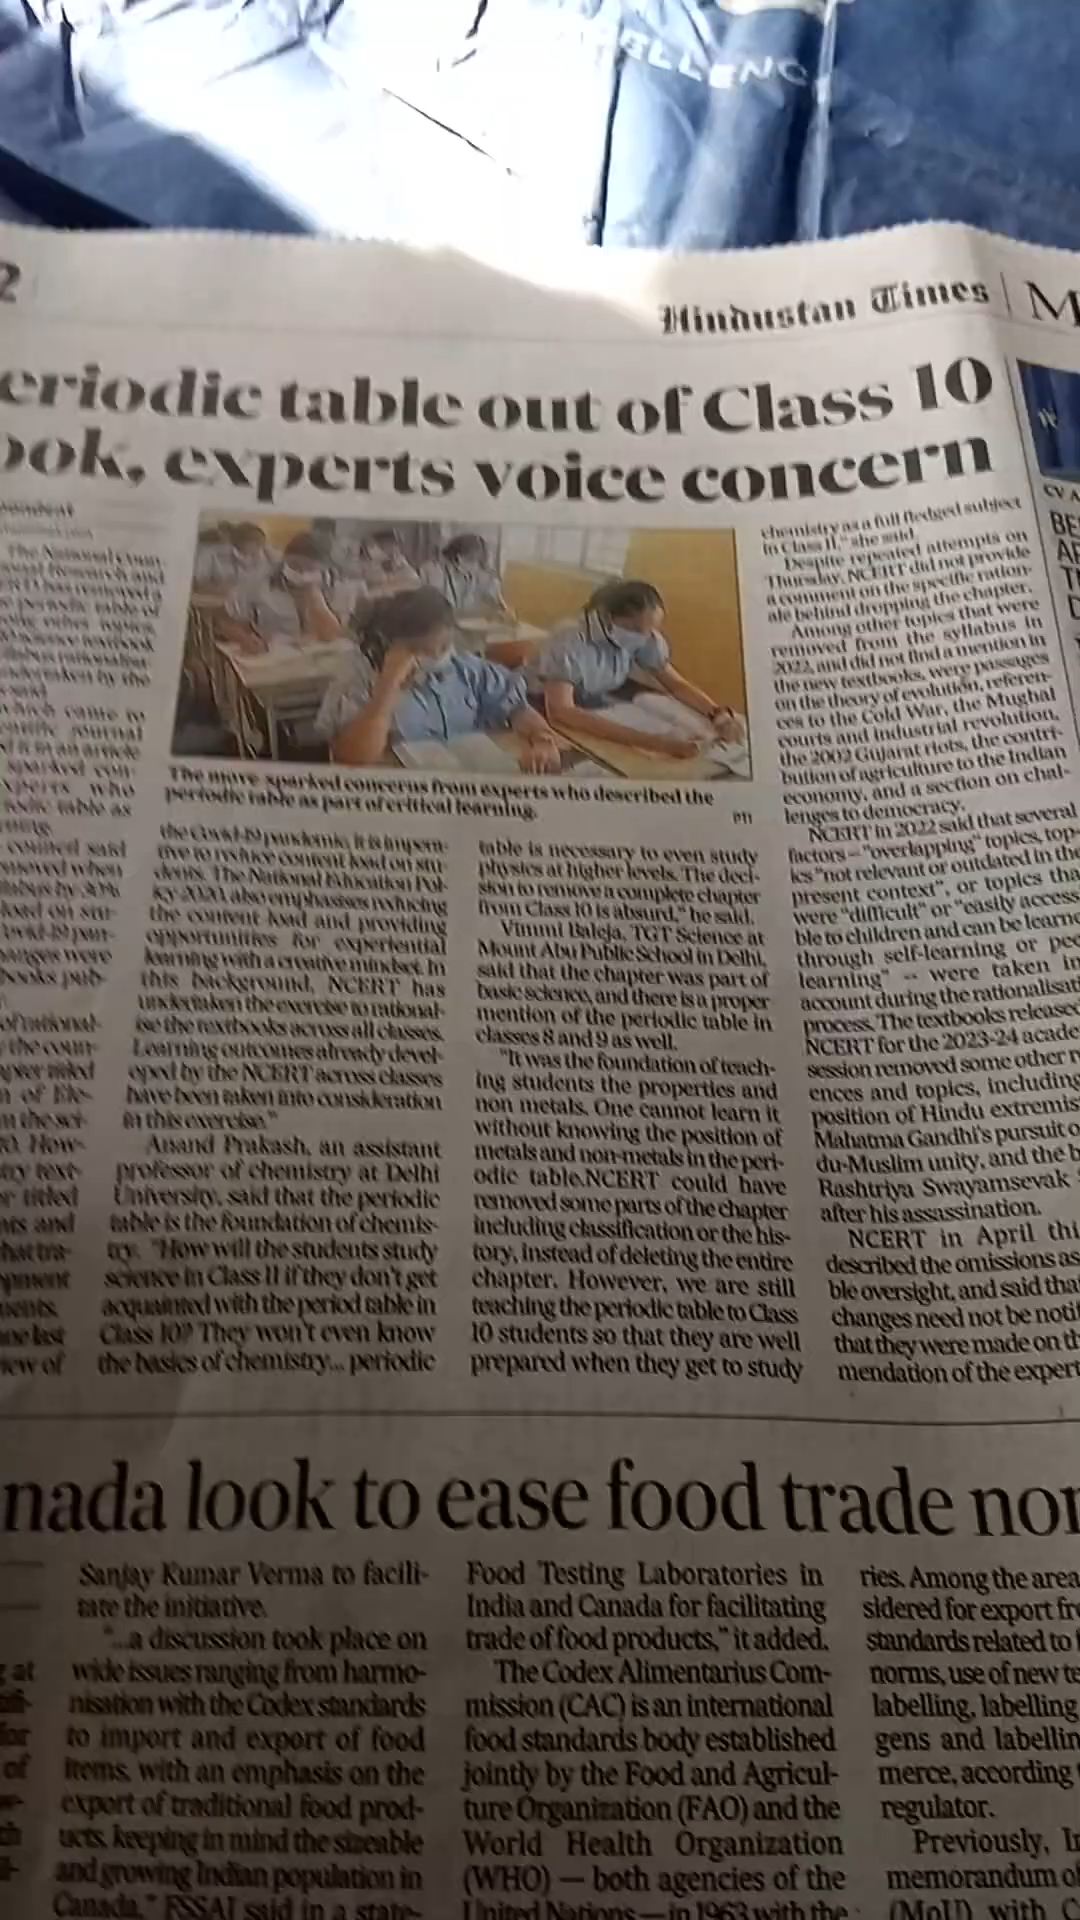 ELLENC
2
Hindustan Times
M
eriodic table out of Class 10
ook, experts voice concern
The National Coun-
which came to
the Covid-19 pandemic, it is impera-
tive to reduce content load on stu-
dents. The National Education Pol-
icy 2020, also emphasises reducing
the content load and providing
opportunities for experiential
learning with a creative mindset. In
this background, NCERT has
undertaken the exercise to rational-
ise the textbooks across all classes.
Learning outcomes already devel-
oped by the NCERT across classes
have been taken into consideration
in this exercise."
Anand Prakash, an assistant
professor of chemistry at Delhi
University, said that the periodic
table is the foundation of chemis-
try. "How will the students study
science in Class 11 if they don't get
acquainted with the period table in
Class 10? They won't even know
the basics of chemistry... periodic
The move sparked concerns from experts who described the
periodic table as part of critical learning.
PTI
table is necessary to even study
physics at higher levels. The deci-
sion to remove a complete chapter
from Class 10 is absurd," he said.
Vimmi Baleja, TGT Science at
Mount Abu Public School in Delhi,
said that the chapter was part of
basic science, and there is a proper
mention of the periodic table in
classes 8 and 9 as well.
"It was the foundation of teach-
ing students the properties and
non metals. One cannot learn it
without knowing the position of
metals and non-metals in the peri-
odic table.NCERT could have
removed some parts of the chapter
including classification or the his-
tory, instead of deleting the entire
chapter. However, we are still
teaching the periodic table to Class
10 students so that they are well
prepared when they get to study
chemistry as a full fledged subject
in Class 11," she said.
Despite repeated attempts on
Thursday, NCERT did not provide
a comment on the specific ration-
ale behind dropping the chapter.
Among other topics that were
removed from the syllabus in
2022, and did not find a mention in
the new textbooks, were passages
on the theory of evolution, referen-
ces to the Cold War, the Mughal
courts and industrial revolution,
the 2002 Gujarat riots, the contri-
bution of agriculture to the Indian
economy, and a section on chal-
lenges to democracy.
NCERT in 2022 said that several
factors – "overlapping" topics, top-
ics "not relevant or outdated in the
present context", or topics tha
were "difficult" or "easily access
ble to children and can be learne
through self-learning or pee
learning" -- were taken in
account during the rationalisati
process. The textbooks released
NCERT for the 2023-24 acade
session removed some other r
ences and topics, including
position of Hindu extremis
Mahatma Gandhi's pursuit o
du-Muslim unity, and the b
Rashtriya Swayamsevak
after his assassination.
NCERT in April thi
described the omissions as
ble oversight, and said that
changes need not be notif
that they were made on th
mendation of the expert
nada look to ease food trade nor
Sanjay Kumar Verma to facili-
tate the initiative.
"...a discussion took place on
wide issues ranging from harmo-
nisation with the Codex standards
to import and export of food
items, with an emphasis on the
export of traditional food prod-
ucts, keeping in mind the sizeable
and growing Indian population in
Canada," FSSAI said in a state-
Food Testing Laboratories in
India and Canada for facilitating
trade of food products," it added.
The Codex Alimentarius Com-
mission (CAC) is an international
food standards body established
jointly by the Food and Agricul-
ture Organization (FAO) and the
World Health Organization
(WHO) — both agencies of the
United Nations — in 1963 with the
ries. Among the area
sidered for export fr
standards related to
norms, use of new te
labelling, labelling
gens and labellin
merce, according
regulator.
Previously, I
memorandum of
(MoU) with C